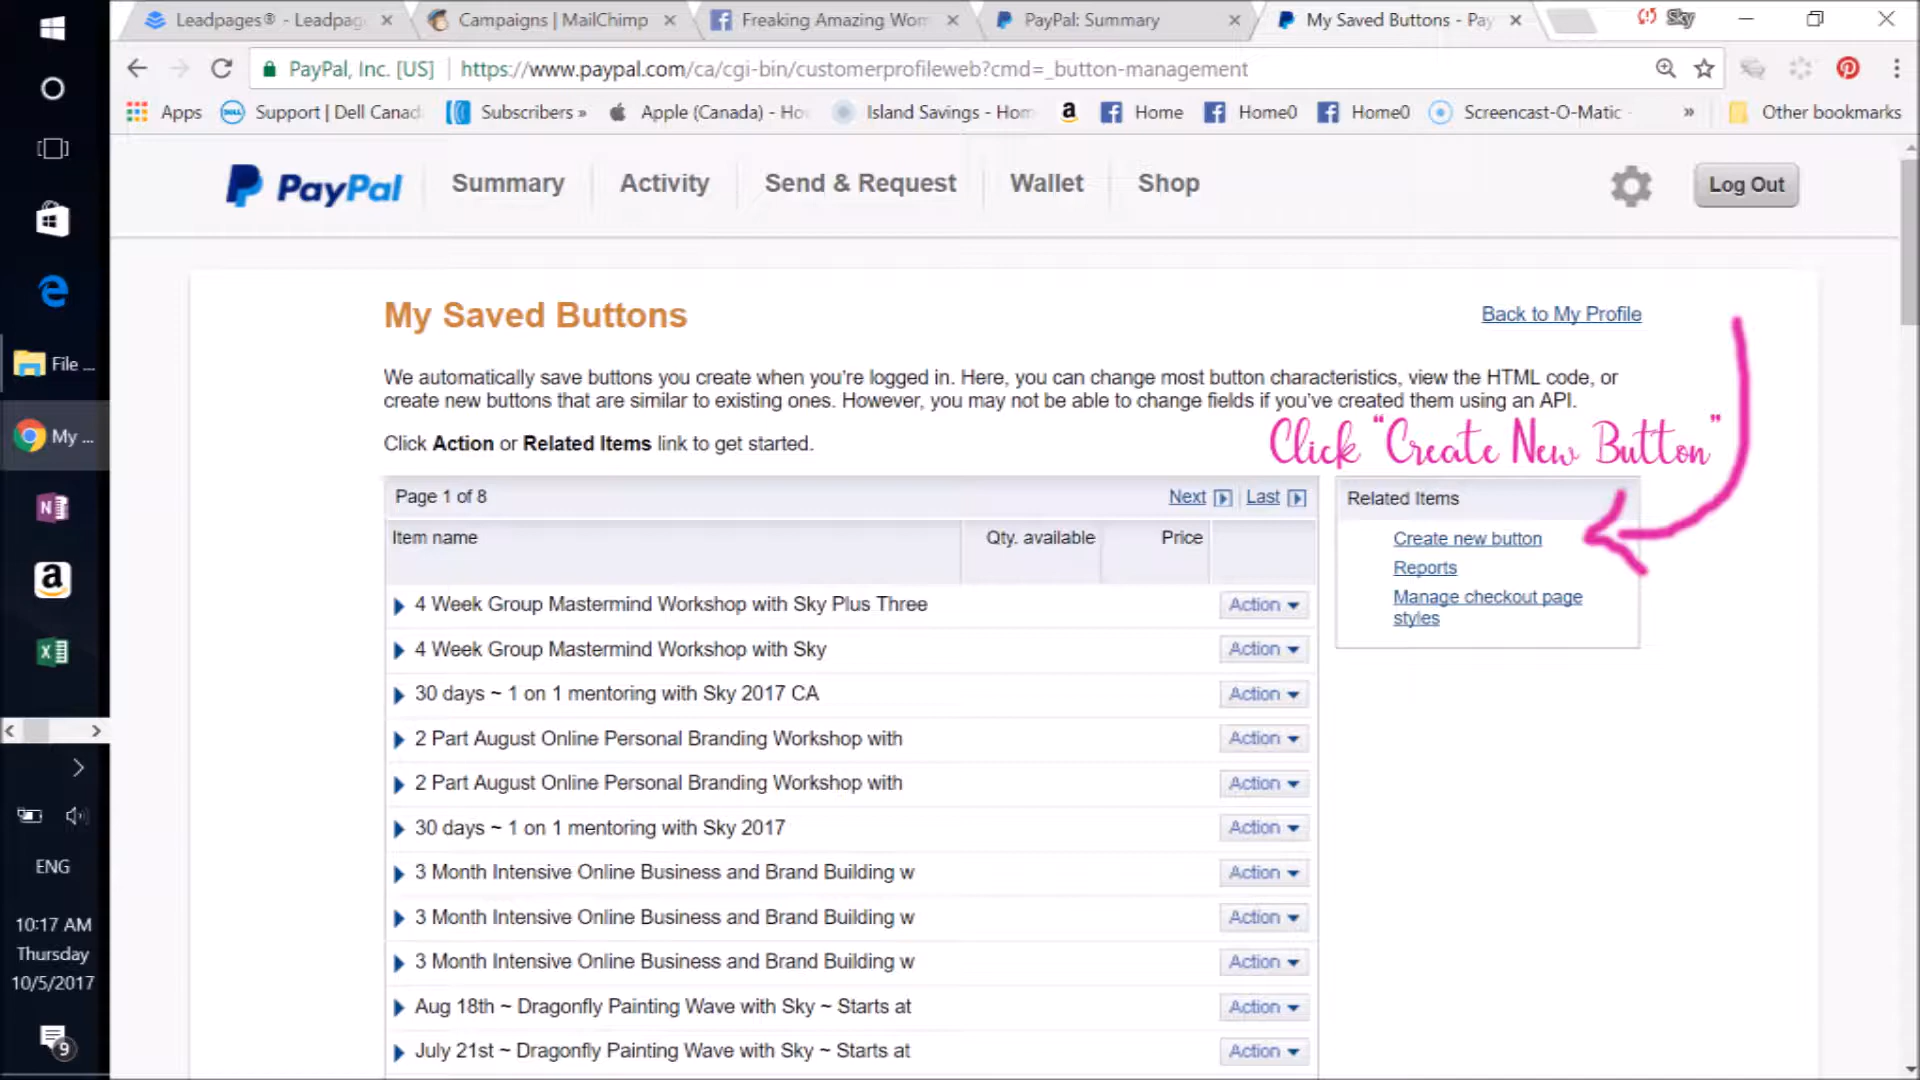 Leadpages® - Leadpag
Campaigns | MailChimp
Freaking Amazing Wom
PayPal: Summary
My Saved Buttons - Pay
Sky
PayPal, Inc. [US]
https://www.paypal.com/ca/cgi-bin/customerprofileweb?cmd=_button-management
Apps
Support | Dell Canad
Subscribers »
Apple (Canada) - Ho
Island Savings - Hom
Home
Home0
Home0
Screencast-O-Matic -
»
Other bookmarks
PayPal
Summary
Activity
Send & Request
Wallet
Shop
Log Out
My Saved Buttons
Back to My Profile
We automatically save buttons you create when you're logged in. Here, you can change most button characteristics, view the HTML code, or
create new buttons that are similar to existing ones. However, you may not be able to change fields if you've created them using an API.
Click Action or Related Items link to get started.
Click "Create New Button"
Page 1 of 8
Next
Last
Related Items
Create new button
Reports
Manage checkout page
styles
Item name
Qty. available
Price
4 Week Group Mastermind Workshop with Sky Plus Three
Action
4 Week Group Mastermind Workshop with Sky
Action
30 days ~ 1 on 1 mentoring with Sky 2017 CA
Action
2 Part August Online Personal Branding Workshop with
Action
2 Part August Online Personal Branding Workshop with
Action
30 days ~ 1 on 1 mentoring with Sky 2017
Action
3 Month Intensive Online Business and Brand Building w
Action
3 Month Intensive Online Business and Brand Building w
Action
3 Month Intensive Online Business and Brand Building w
Action
Aug 18th ~ Dragonfly Painting Wave with Sky ~ Starts at
Action
July 21st ~ Dragonfly Painting Wave with Sky ~ Starts at
Action
File ...
My ...
ENG
10:17 AM
Thursday
10/5/2017
9